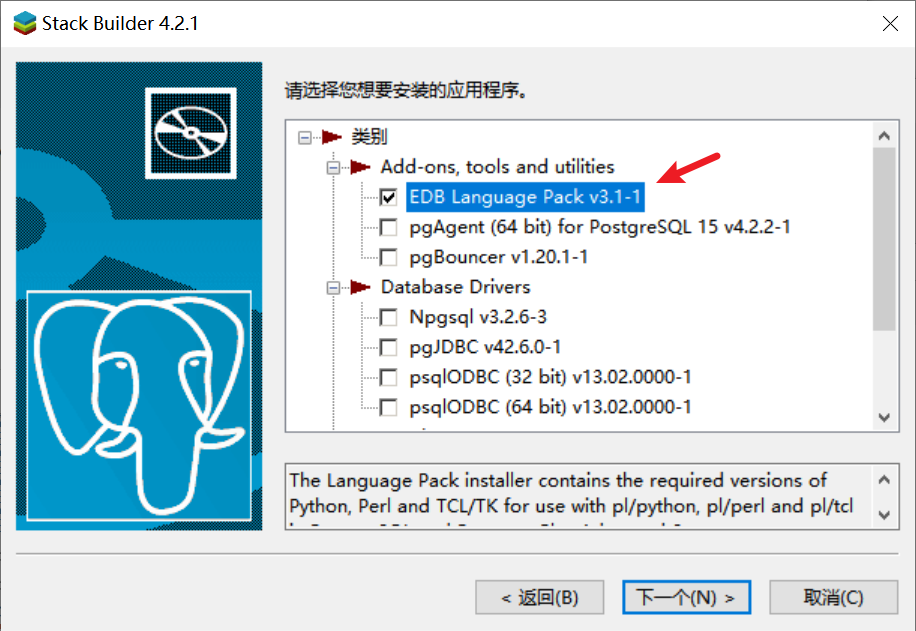 Stack Builder 4.2.1
请选择您想要安装的应用程序。
类别
Add-ons, tools and utilities
EDB Language Pack v3.1-1
pgAgent (64 bit) for PostgreSQL 15 v4.2.2-1
pgBouncer v1.20.1-1
Database Drivers
Npgsql v3.2.6-3
pgJDBC v42.6.0-1
psqlODBC (32 bit) v13.02.0000-1
psqlODBC (64 bit) v13.02.0000-1
The Language Pack installer contains the required versions of
Python, Perl and TCL/TK for use with pl/python, pl/perl and pl/tcl
< 返回(B)
下一个(N) >
取消(C)